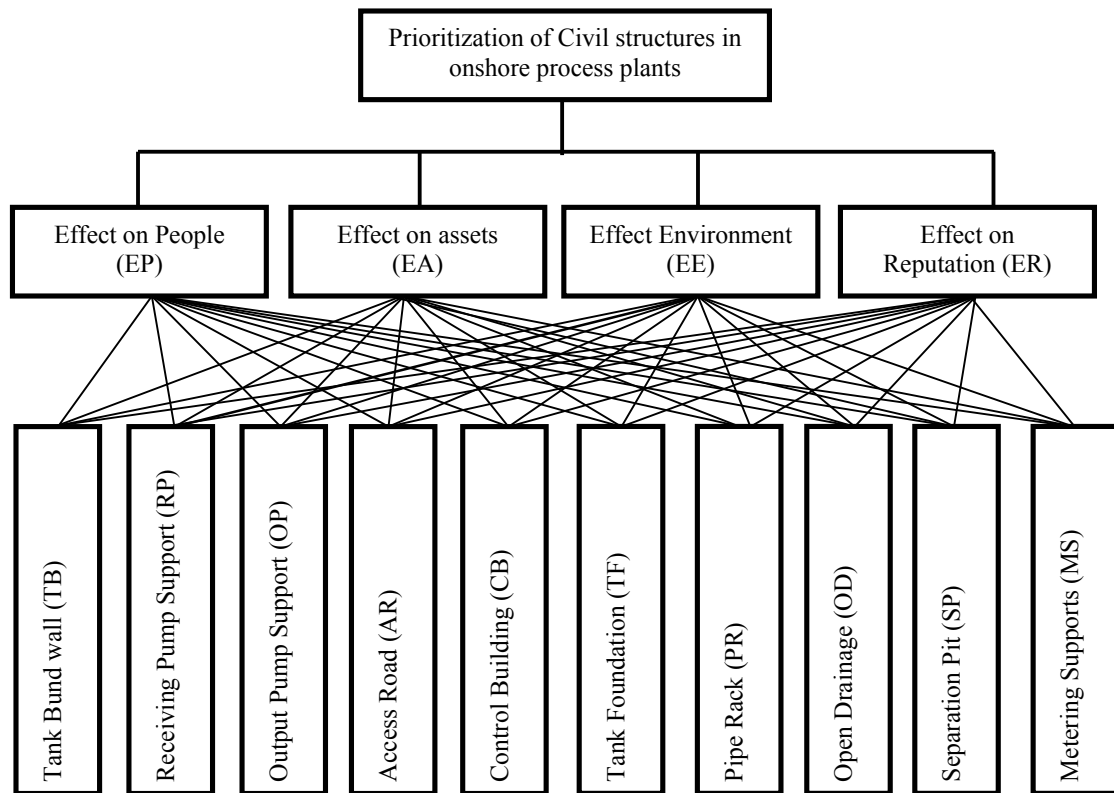 Prioritization of Civil structures in
onshore process plants
Effect on People
(EP)
Effect on assets
(EA)
Effect Environment
(EE)
Effect on
Reputation (ER)
Tank Bund wall (TB)
Receiving Pump Support (RP)
Output Pump Support (OP)
Access Road (AR)
Control Building (CB)
Tank Foundation (TF)
Pipe Rack (PR)
Open Drainage (OD)
Separation Pit (SP)
Metering Supports (MS)